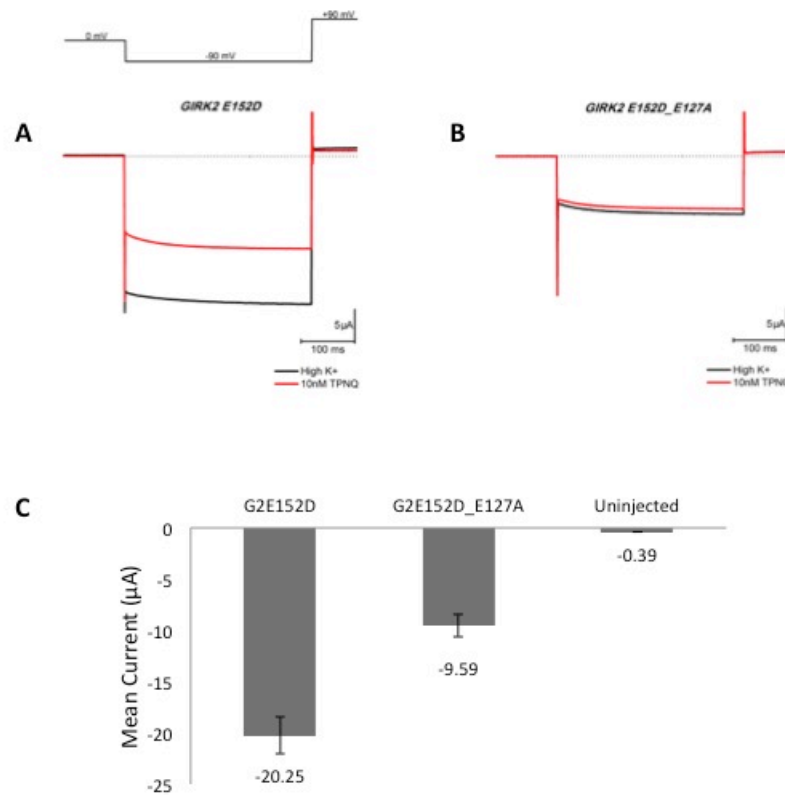 +90 mV
0 mV
-90 mV
A
GIRK2 E152D
5µA
100 ms
High K+
10nM TPNQ
B
GIRK2 E152D_E127A
5µA
100 ms
High K+
10nM TPN
C
G2E152D G2E152D_E127A Uninjected
Mean Current (µA)
0
-5
-10
-15
-20
-25
-20.25
-9.59
-0.39